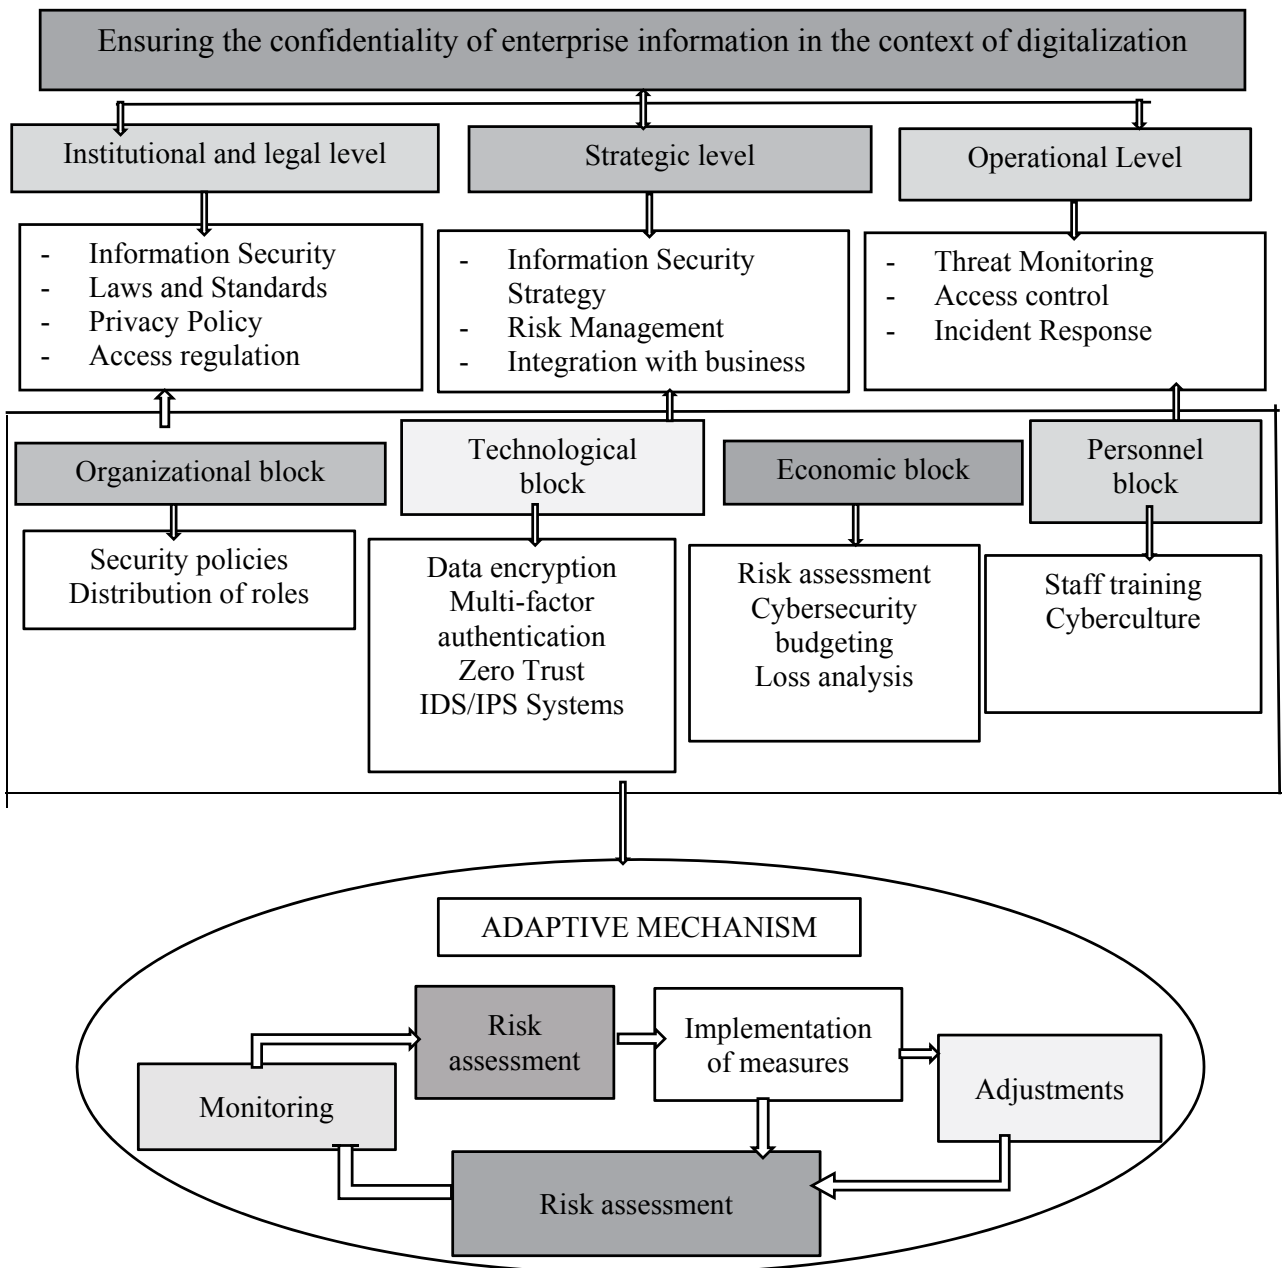 Ensuring the confidentiality of enterprise information in the context of digitalization
Institutional and legal level
Strategic level
Operational Level
- Information Security
- Laws and Standards
- Privacy Policy
- Access regulation
- Information Security
Strategy
- Risk Management
- Integration with business
- Threat Monitoring
- Access control
- Incident Response
Organizational block
Technological
block
Economic block
Personnel
block
Security policies
Distribution of roles
Data encryption
Multi-factor
authentication
Zero Trust
IDS/IPS Systems
Risk assessment
Cybersecurity
budgeting
Loss analysis
Staff training
Cyberculture
ADAPTIVE MECHANISM
Risk
assessment
Implementation
of measures
Adjustments
Monitoring
Risk assessment